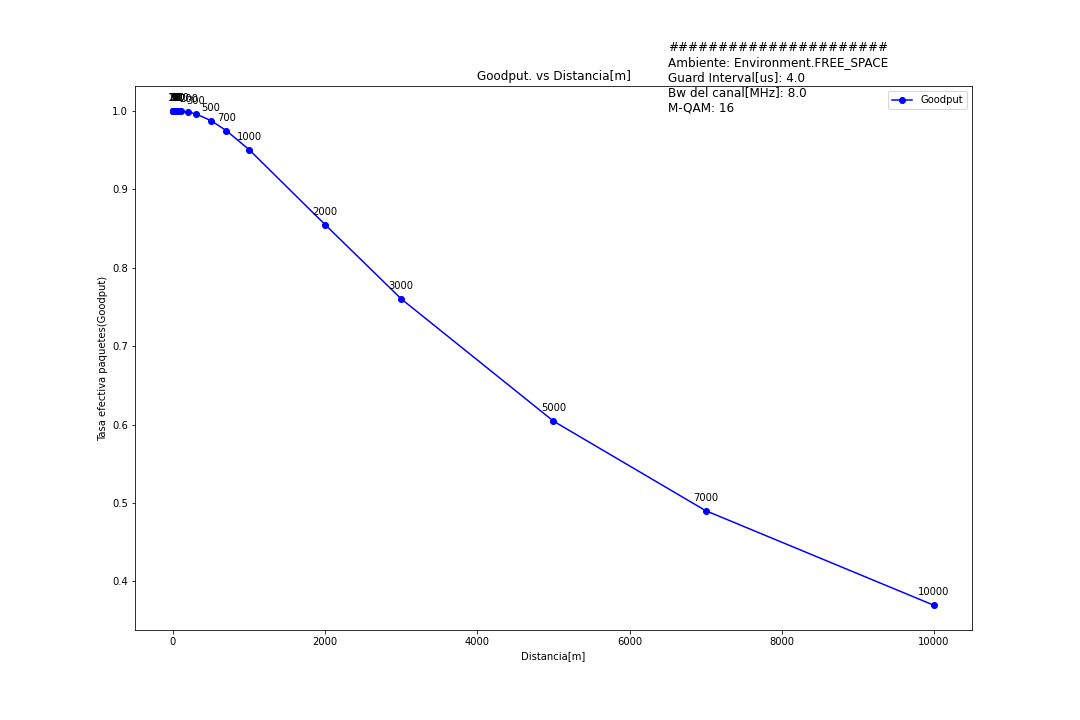 ######################
Ambiente: Environment.FREE_SPACE
Guard Interval[us]: 4.0
Bw del canal[MHz]: 8.0
M-QAM: 16
Goodput. vs Distancia[m]
Goodput
500
700
1000
2000
3000
5000
7000
10000
1.0
0.9
0.8
0.7
0.6
0.5
0.4
Tasa efectiva paquetes(Goodput)
0
2000
4000
6000
8000
10000
Distancia[m]